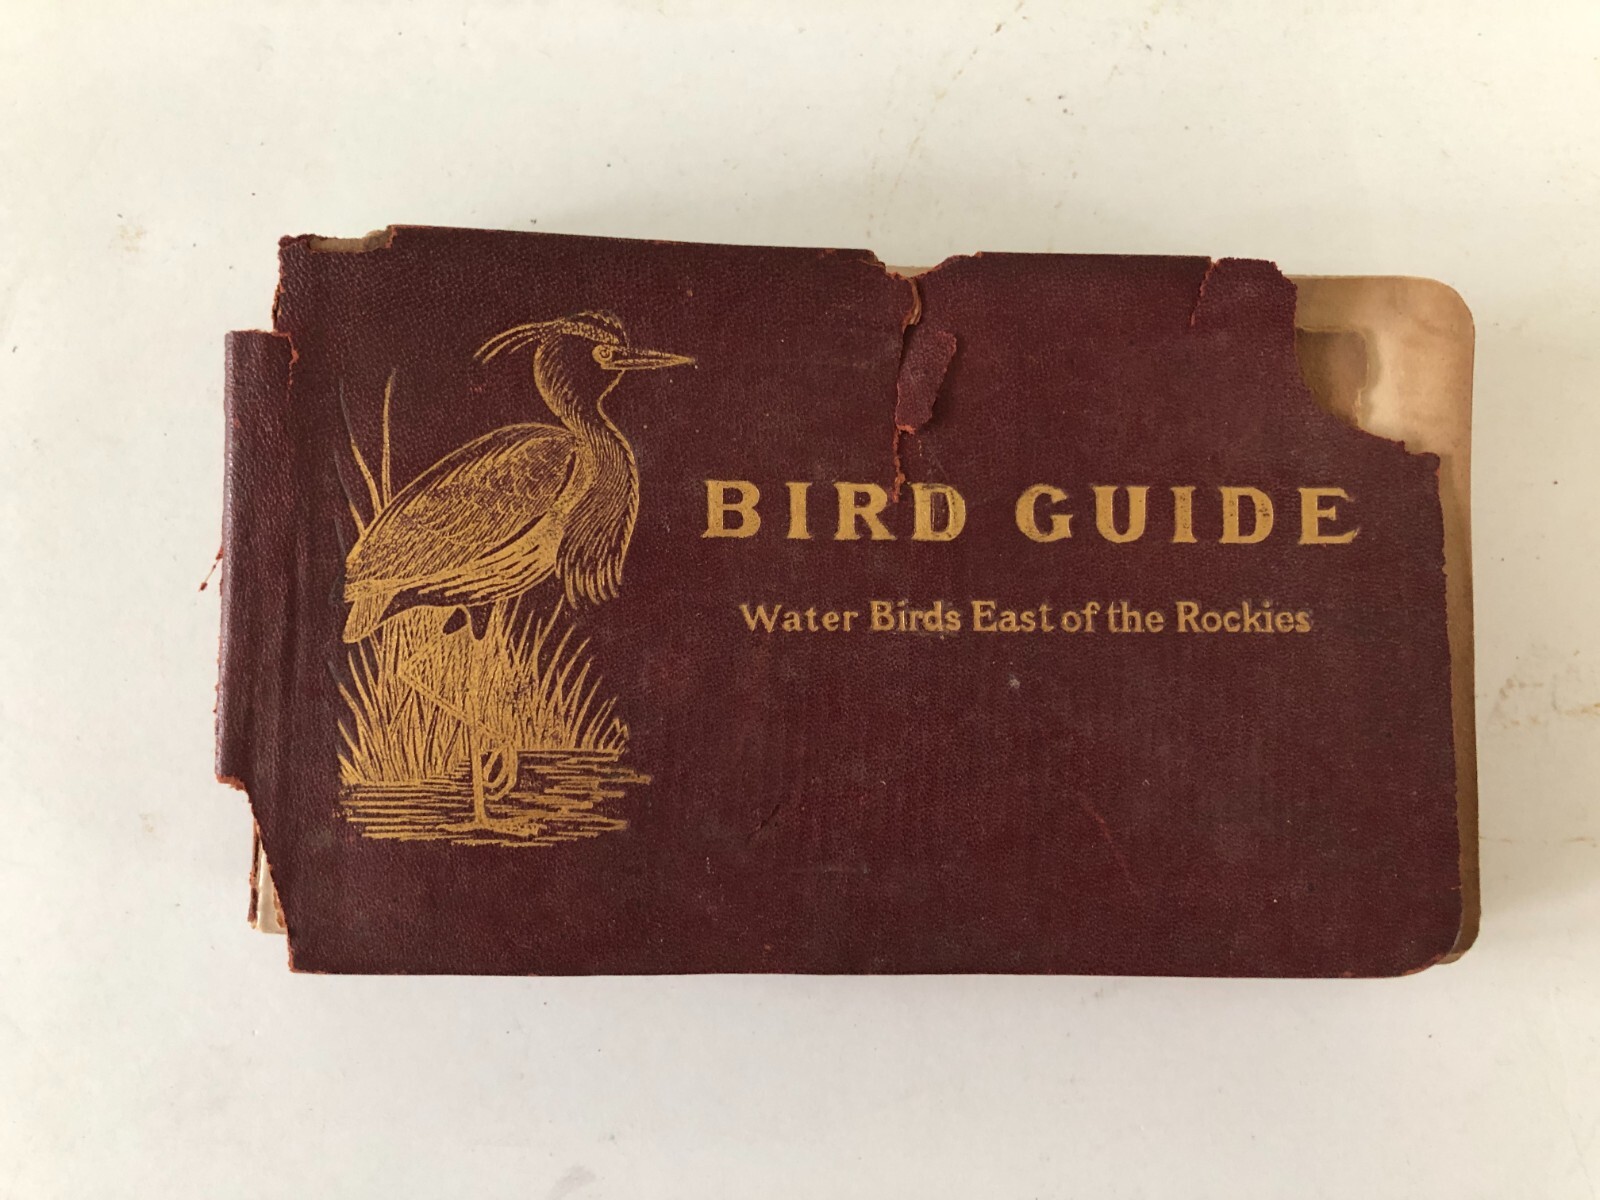 BIRD GUIDE
Water Birds East of the Rockies